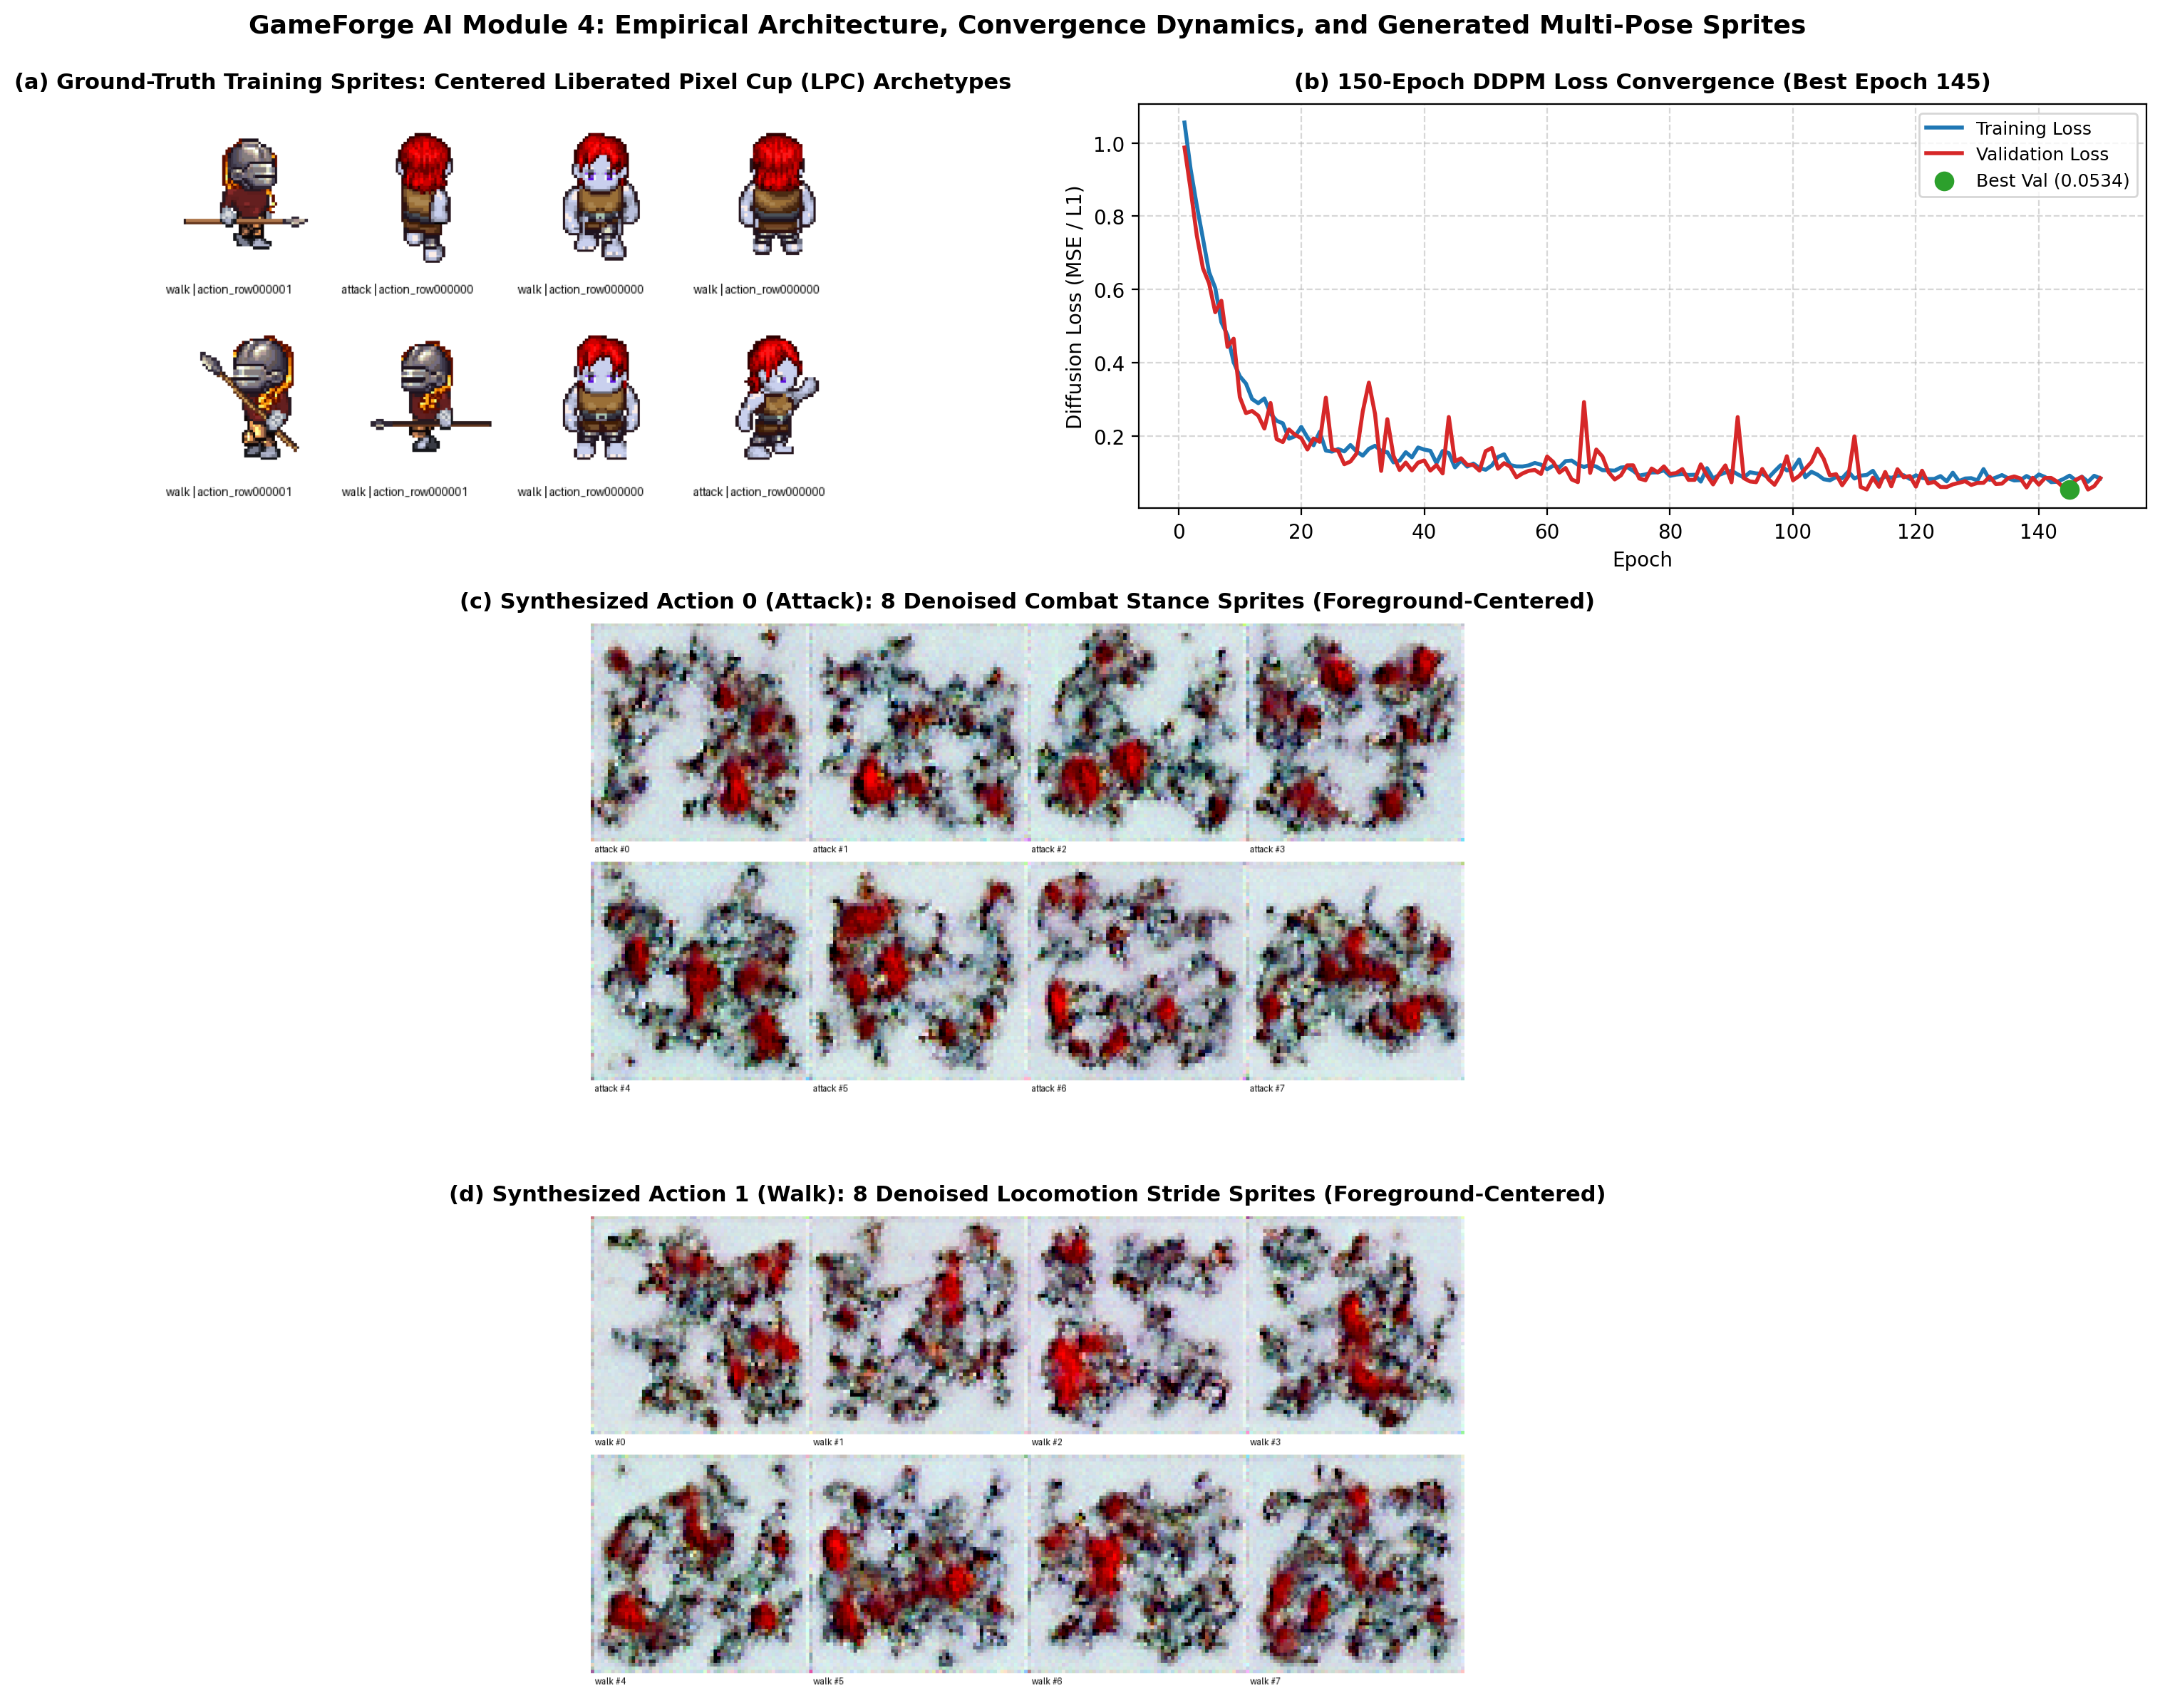 GameForge AI Module 4: Empirical Architecture, Convergence Dynamics, and Generated Multi-Pose Sprites
(a) Ground-Truth Training Sprites: Centered Liberated Pixel Cup (LPC) Archetypes
walk | action_row000001
attack | action_row000000
walk | action_row000000
walk | action_row000000
walk | action_row000001
walk | action_row000001
walk | action_row000000
attack | action_row000000
(b) 150-Epoch DDPM Loss Convergence (Best Epoch 145)
Diffusion Loss (MSE / L1)
1.0
0.8
0.6
0.4
0.2
Training Loss
Validation Loss
Best Val (0.0534)
0 20 40 60 80 100 120 140
Epoch
(c) Synthesized Action 0 (Attack): 8 Denoised Combat Stance Sprites (Foreground-Centered)
attack #0 attack #1 attack #2 attack #3
attack #4 attack #5 attack #6 attack #7
(d) Synthesized Action 1 (Walk): 8 Denoised Locomotion Stride Sprites (Foreground-Centered)
walk #0 walk #1 walk #2 walk #3
walk #4 walk #5 walk #6 walk #7